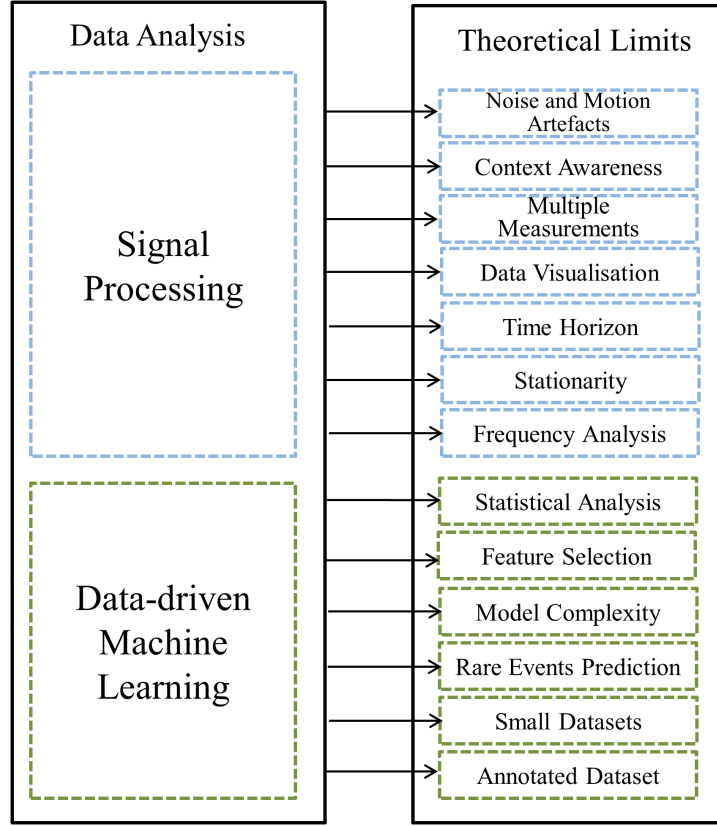 Data Analysis
Signal
Processing
Data-driven
Machine
Learning
Theoretical Limits
Noise and Motion
Artefacts
Context Awareness
Multiple
Measurements
Data Visualisation
Time Horizon
Stationarity
Frequency Analysis
Statistical Analysis
Feature Selection
Model Complexity
Rare Events Prediction
Small Datasets
Annotated Dataset